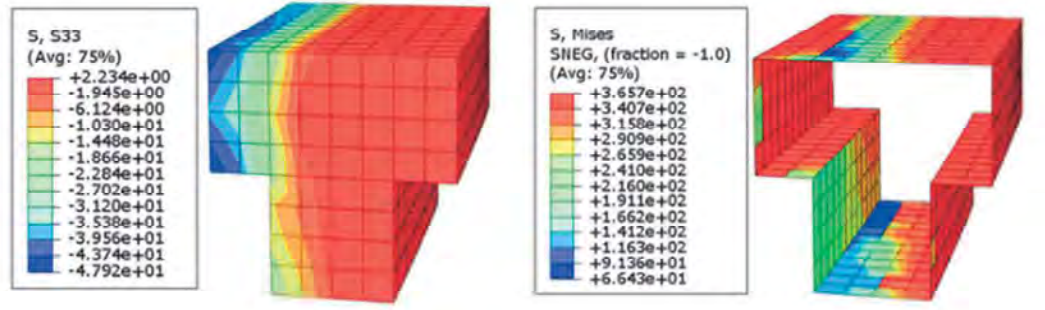 S, S33
(Avg: 75%)
+2.234e+00
-1.945e+00
-6.124e+00
-1.030e+01
-1.448e+01
-1.866e+01
-2.284e+01
-2.702e+01
-3.120e+01
-3.538e+01
-3.956e+01
-4.374e+01
-4.792e+01
S, Mises
SNEG, (fraction = -1.0)
(Avg: 75%)
+3.657e+02
+3.407e+02
+3.158e+02
+2.909e+02
+2.659e+02
+2.410e+02
+2.160e+02
+1.911e+02
+1.662e+02
+1.412e+02
+1.163e+02
+9.136e+01
+6.643e+01